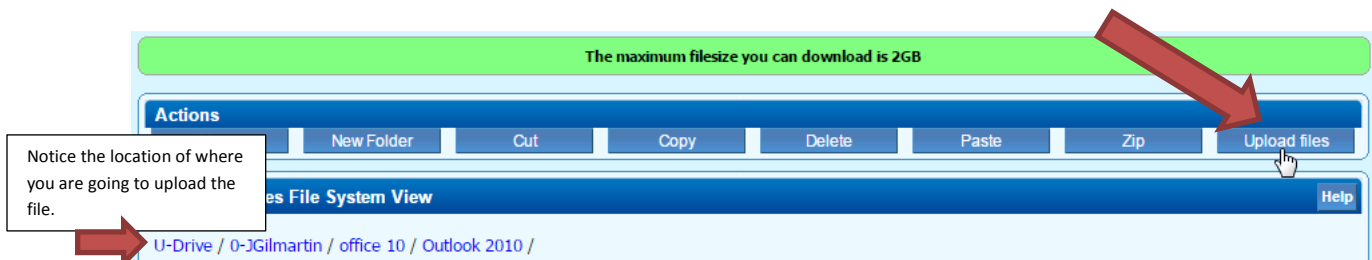 The maximum filesize you can download is 2GB
Actions
New Folder Cut Copy Delete Paste Zip Upload files
Notice the location of where
you are going to upload the
file.
es File System View Help
U-Drive / 0-JGilmartin / office 10 / Outlook 2010 /